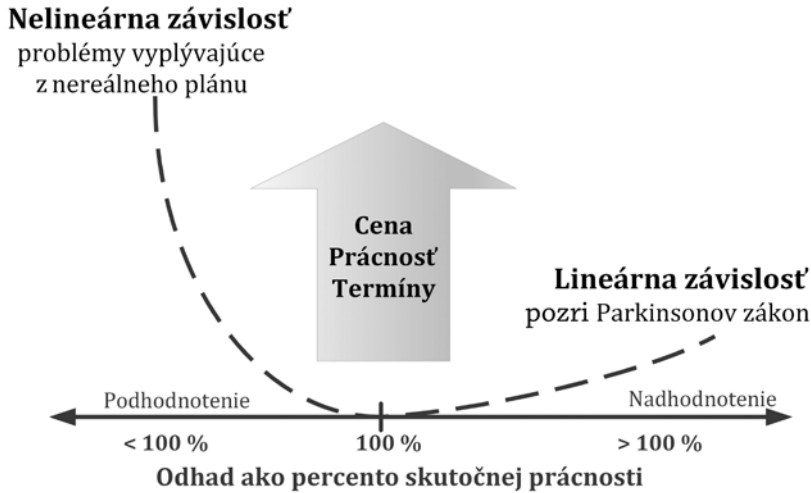 Nelineárna závislosť
problémy vyplývajúce
z nereálneho plánu
Cena
Prácnosť
Termíny
Lineárna závislosť
pozri Parkinsonov zákon
Podhodnotenie
Nadhodnotenie
< 100 %
100 %
> 100 %
Odhad ako percento skutočnej prácnosti